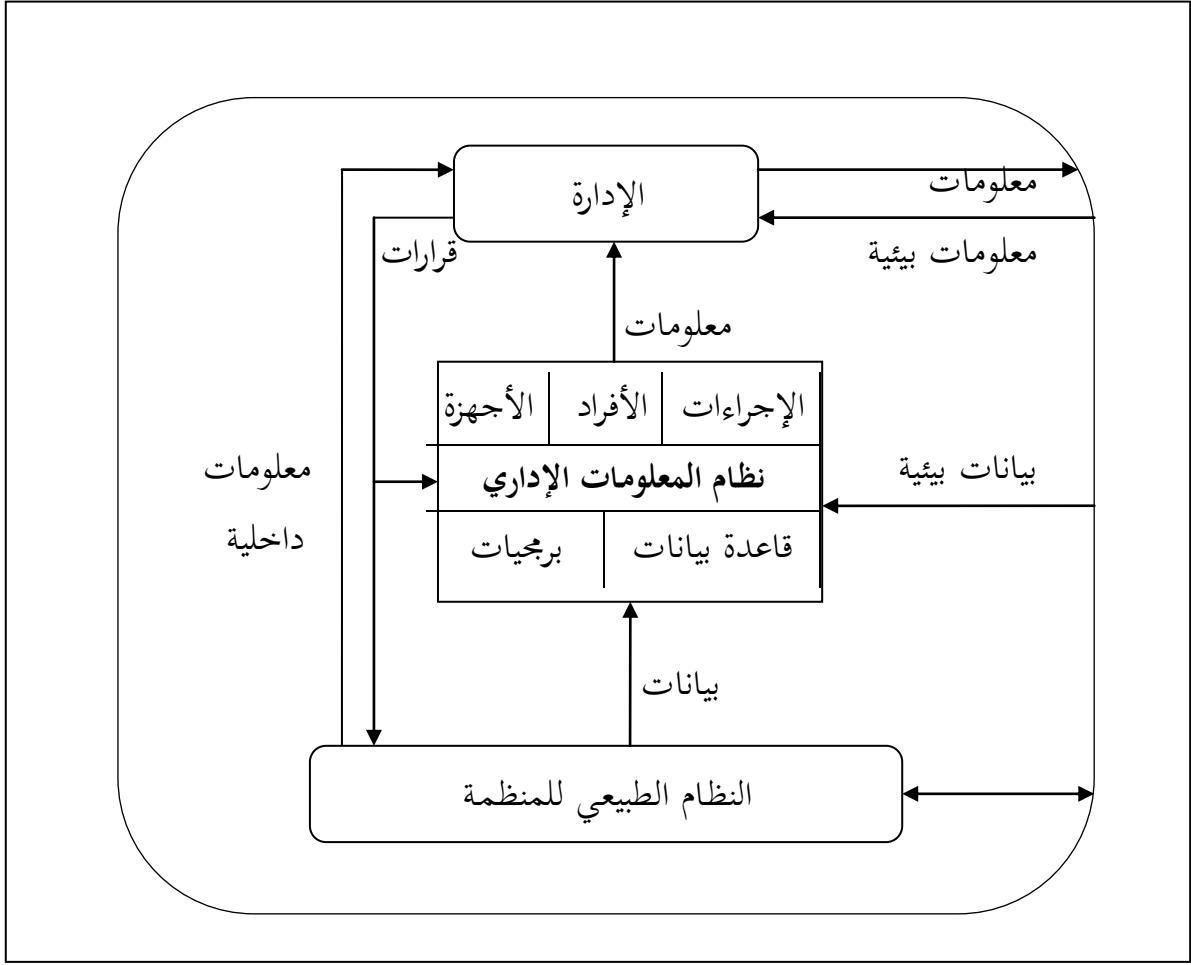 الإدارة
معلومات
معلومات بيئية
قرارات
معلومات
الإجراءات
الأفراد
الأجهزة
نظام المعلومات الإداري
بيانات بيئية
معلومات
داخلية
قاعدة بيانات
برمجيات
بيانات
النظام الطبيعي للمنظمة